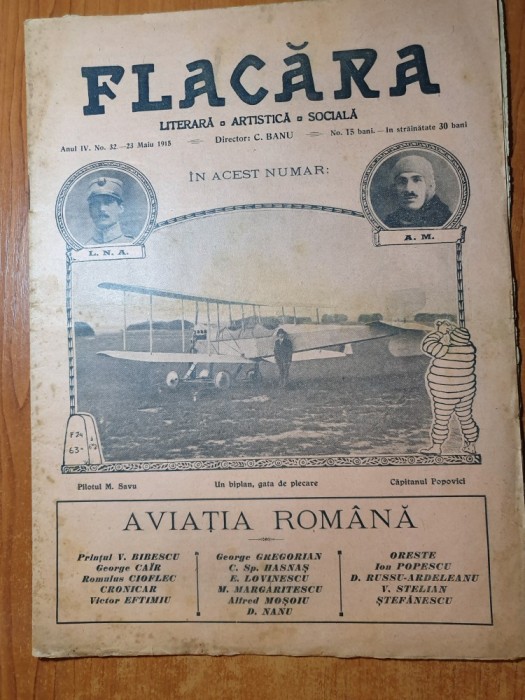 FLACĂRA
LITERARĂ ▫ ARTISTICĂ ▫ SOCIALĂ
Anul IV. No. 32.—23 Maiu 1915
Director: C. BANU
No. 15 bani.—In străinătate 30 bani
ÎN ACEST NUMAR:
L. N. A.
A. M.
63-
Pilotul M. Savu
Un biplan, gata de plecare
Căpitanul Popovici
AVIAȚIA ROMÂNĂ
Prințul V. BIBESCU
George CAÏR
Romulus CIOFLEC
CRONICAR
Victor EFTIMIU
George GREGORIAN
C. Sp. HASNAȘ
E. LOVINESCU
M. MARGĂRITESCU
Alfred MOȘOIU
D. NANU
ORESTE
Ion POPESCU
D. RUSSU-ARDELEANU
V. STELIAN
ȘTEFĂNESCU